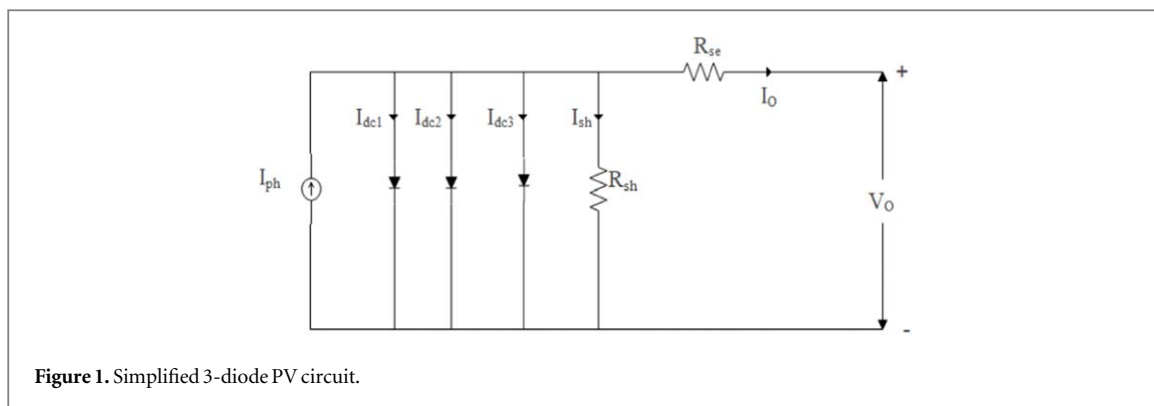 R_se
+
I_O
I_dc1 I_dc2 I_dc3 I_sh
I_ph
R_sh
V_O
-
Figure 1. Simplified 3-diode PV circuit.